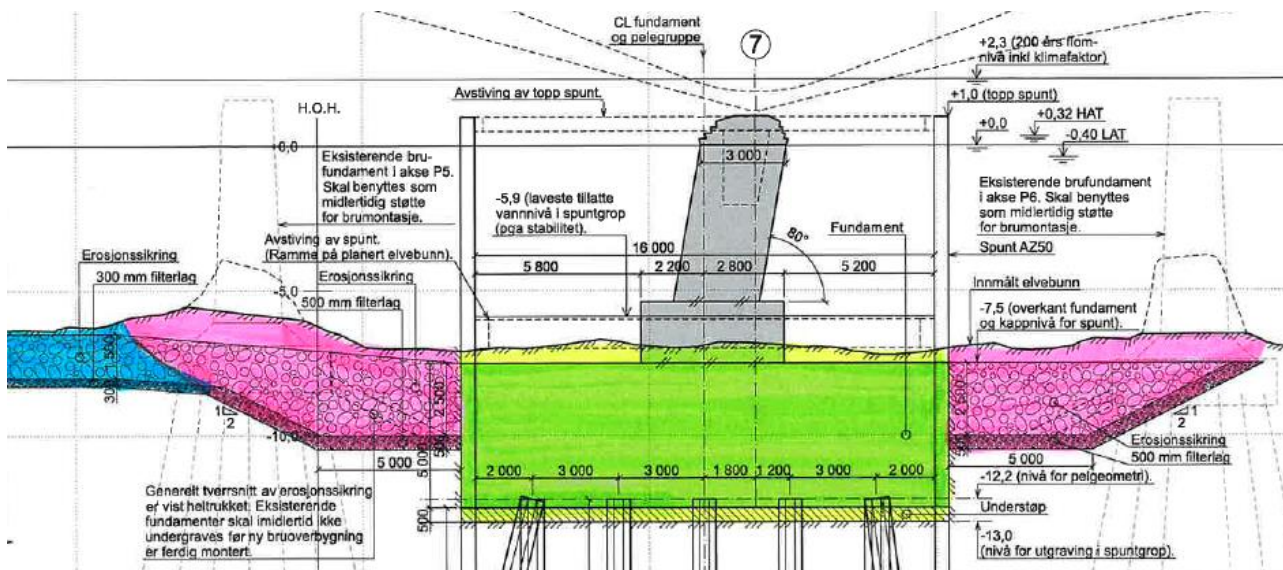 CL fundament
og pelegruppe
7
+2,3 (200 års flom-
nivå inkl klimafaktor)
H.O.H.
Avstiving av topp spunt.
+1,0 (topp spunt)
+0,32 HAT
+0,0
-0,40 LAT
0,0
Eksisterende bru-
fundament i akse P5.
Skal benyttes som
midlertidig støtte
for brumontasje.
3 000
-5,9 (laveste tillatte
vannnivå i spuntgrop
(pga stabilitet).
Eksisterende brufundament
i akse P6. Skal benyttes
som midlertidig støtte
for brumontasje.
Fundament
80°
Erosjonssikring
300 mm filterlag
Avstiving av spunt.
(Ramme på planert elvebunn).
Erosjonssikring
500 mm filterlag
16 000
5 800
2 200
2 800
5 200
Spunt AZ50
-5,0
Innmålt elvebunn
-7,5 (overkant fundament
og kappnivå for spunt).
300
2 500
500
5 000
1
2
-10,0
2 500
500
1
2
5 000
5 000
2 000
3 000
3 000
1 800
1 200
3 000
2 000
Erosjonssikring
500 mm filterlag
-12,2 (nivå for pelgeometri).
Generelt tverrsnitt av erosjonssikring
er vist heltrukket. Eksisterende
fundamenter skal imidlertid ikke
undergraves før ny bruoverbygning
er ferdig montert.
500
Understøp
-13,0
(nivå for utgraving i spuntgrop).